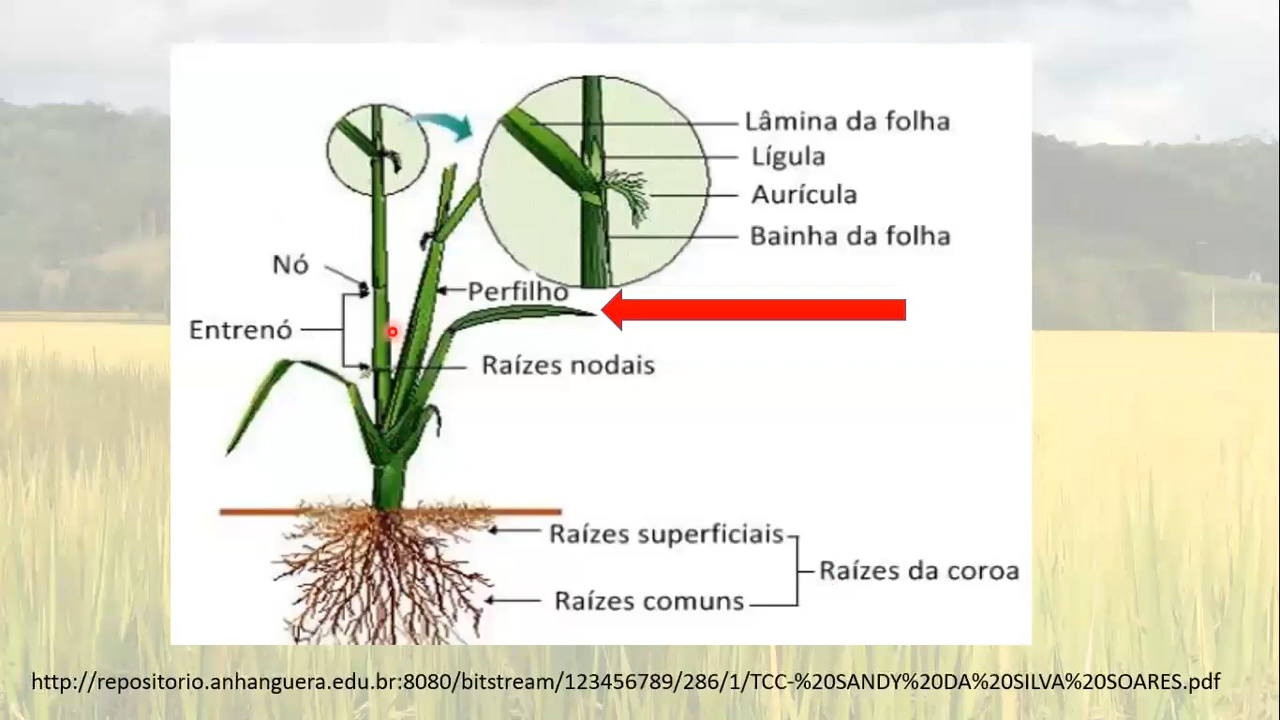 Lâmina da folha
Lígula
Aurícula
Bainha da folha
Nó
Perfilho
Entrenó
Raízes nodais
Raízes superficiais
Raízes da coroa
Raízes comuns
http://repositorio.anhanguera.edu.br:8080/bitstream/123456789/286/1/TCC-%20SANDY%20DA%20SILVA%20SOARES.pdf